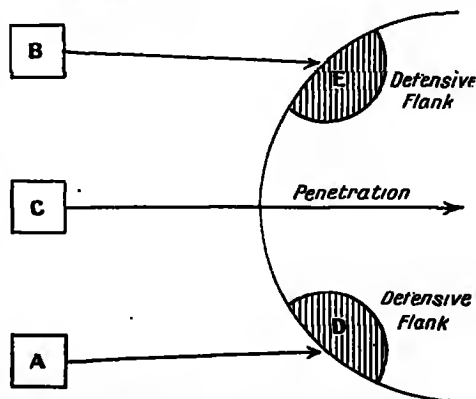 B
E
Defensive
Flank
C
Penetration
Defensive
Flank
D
A